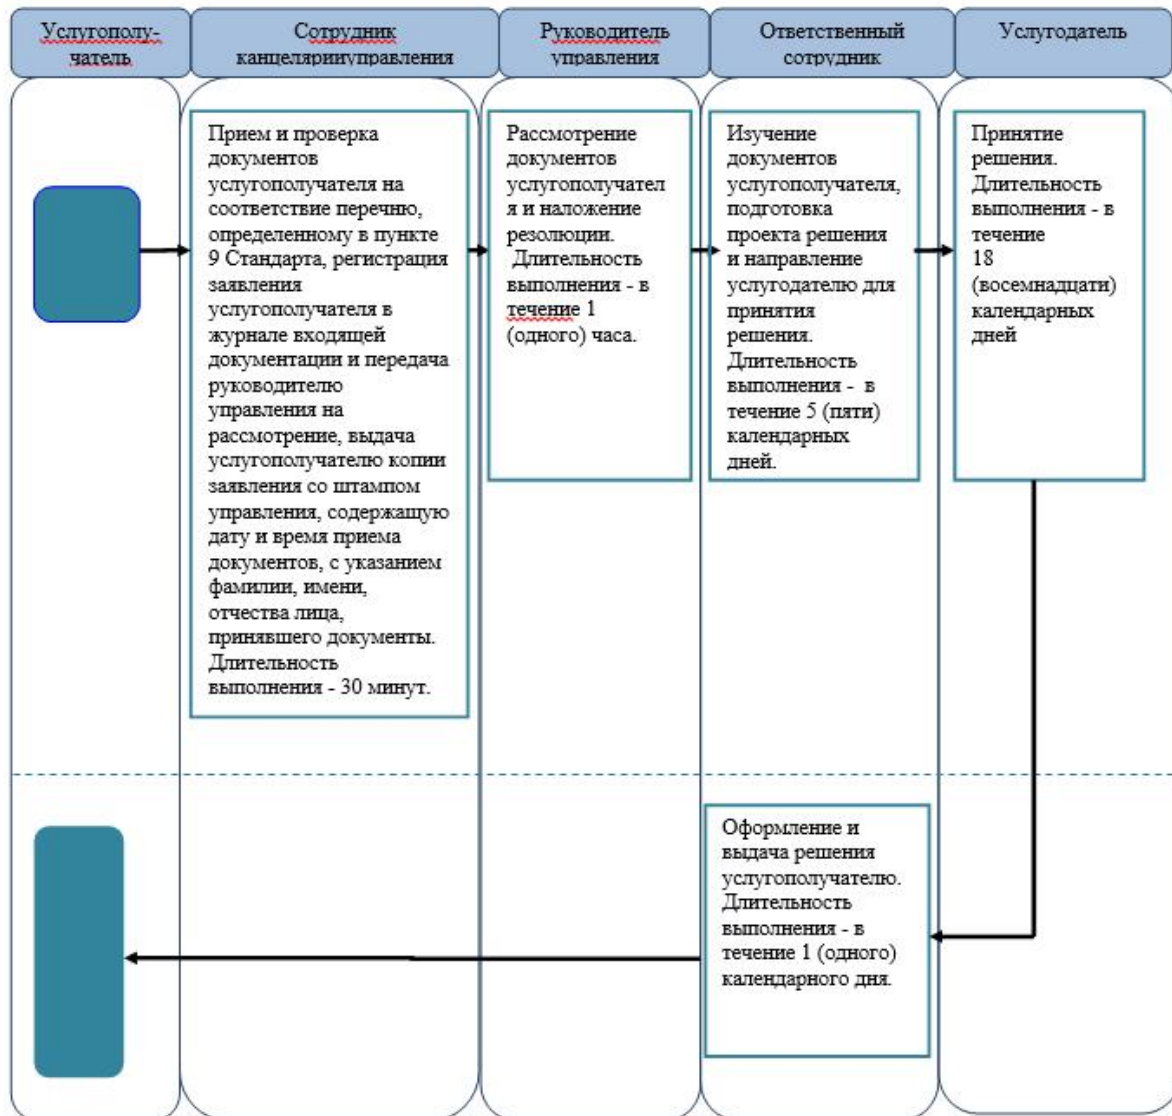 Услугополу-
чатель
Сотрудник
канцелярииуправления
Руководитель
управления
Ответственный
сотрудник
Услугодатель
Прием и проверка
документов
услугополучателя на
соответствие перечню,
определенному в пункте
9 Стандарта, регистрация
заявления
услугополучателя в
журнале входящей
документации и передача
руководителю
управления на
рассмотрение, выдача
услугополучателю копии
заявления со штампом
управления, содержащую
дату и время приема
документов, с указанием
фамилии, имени,
отчества лица,
принявшего документы.
Длительность
выполнения - 30 минут.
Рассмотрение
документов
услугополучател
я и наложение
резолюции.
Длительность
выполнения - в
течение 1
(одного) часа.
Изучение
документов
услугополучателя,
подготовка
проекта решения
и направление
услугодателю для
принятия
решения.
Длительность
выполнения - в
течение 5 (пяти)
календарных
дней.
Принятие
решения.
Длительность
выполнения - в
течение
18
(восемнадцати)
календарных
дней
Оформление и
выдача решения
услугополучателю.
Длительность
выполнения - в
течение 1 (одного)
календарного дня.